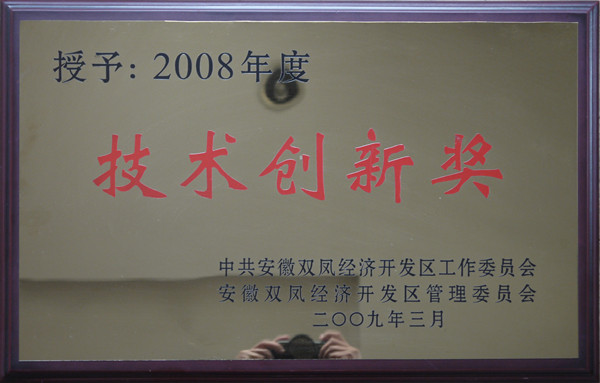 授予: 2008年度
技术创新奖
中共安徽双凤经济开发区工作委员会
安徽双凤经济开发区管理委员会
二〇〇九年三月